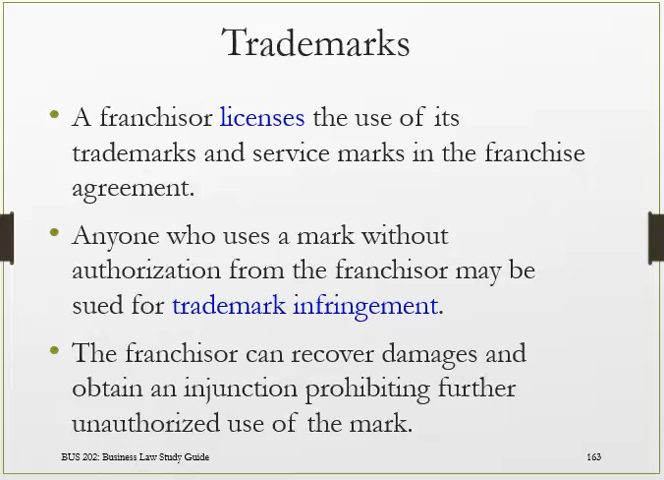 Trademarks
• A franchisor licenses the use of its
trademarks and service marks in the franchise
agreement.
• Anyone who uses a mark without
authorization from the franchisor may be
sued for trademark infringement.
• The franchisor can recover damages and
obtain an injunction prohibiting further
unauthorized use of the mark.
BUS 202: Business Law Study Guide 163